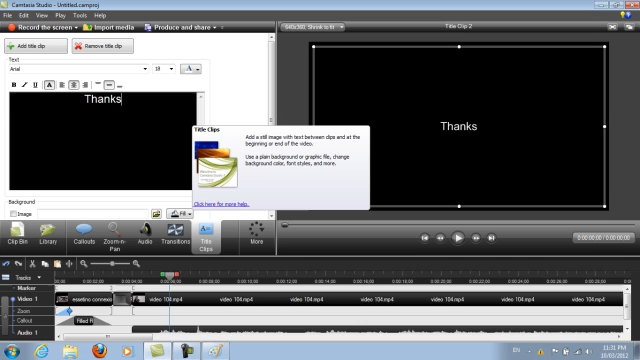 Camtasia Studio - Untitled.camproj
File Edit View Play Tools Help
Record the screen Import media Produce and share
640x360, Shrink to fit
Title Clip 2
Add title clip Remove title clip
Text
Arial 18 A
B I U A
Thanks
Thanks
Title Clips
Add a still image with text between clips and at the
beginning or end of the video.
Use a plain background or graphic file, change
background color, font styles, and more.
Click here for more help.
Background
Image Fill
Clip Bin Library Callouts Zoom-n-Pan Audio Transitions Title Clips More
0:00:00:00 / 0:00:00:00
Tracks
Marker
Video 1 video 104.mp4 video 104.mp4 video 104.mp4 video 104.mp4 video 104.mp4 video 104.mp4 video 104.mp4
Zoom
Callout Filled R
Audio 1
EN 11:31 PM
10/03/2012